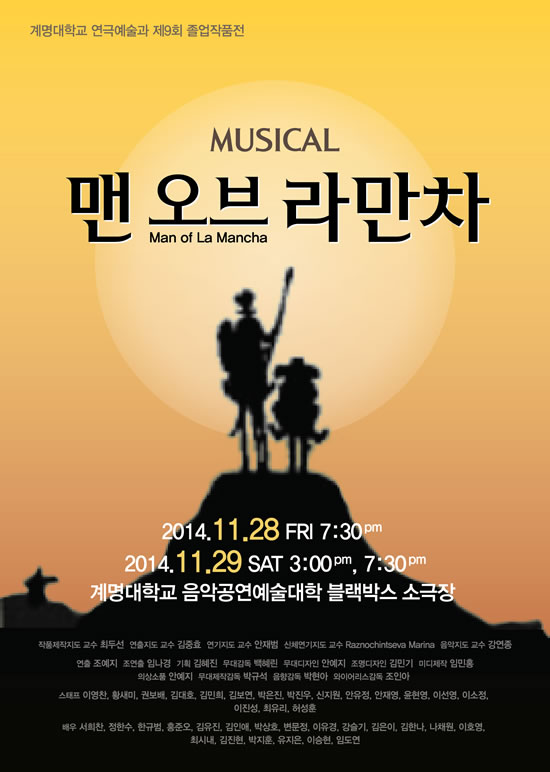 계명대학교 연극예술과 제9회 졸업작품전
MUSICAL
맨 오브 라만차
Man of La Mancha
2014.11.28 FRI 7:30pm
2014.11.29 SAT 3:00pm, 7:30pm
계명대학교 음악공연예술대학 블랙박스 소극장
작품제작지도 교수 최두선 연출지도 교수 김중효 연기지도 교수 안재범 신체연기지도 교수 Raznochintseva Marina 음악지도 교수 강연종
연출 조예지 조연출 임나경 기획 김혜진 무대감독 백혜린 무대디자인 안예지 조명디자인 김민기 미디제작 임민홍
의상소품 안예지 무대제작감독 박규석 음향감독 박현아 와이어리스감독 조인아
스태프 이영찬, 황새미, 권보배, 김대호, 김민희, 김보연, 박은진, 박진우, 신지원, 안유정, 안재영, 윤현영, 이선영, 이소정,
이진성, 최유리, 허성훈
배우 서희찬, 정한수, 한규범, 홍준오, 김유진, 김인애, 박상호, 변문정, 이유경, 강슬기, 김은이, 김한나, 나채원, 이호영,
최시내, 김진현, 박지훈, 유지은, 이승현, 임도연